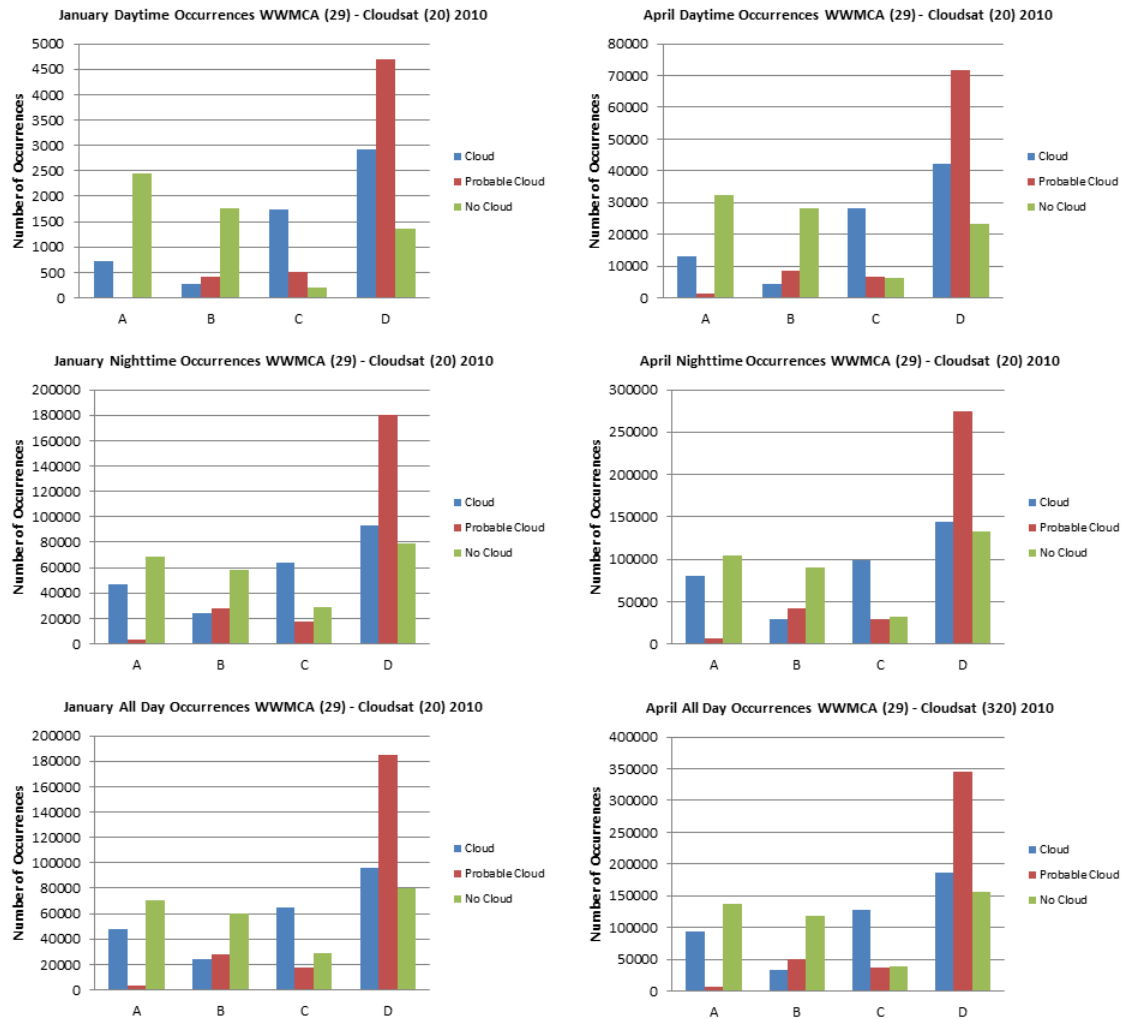 January Daytime Occurrences WWMCA (29) - Cloudsat (20) 2010
Number of Occurrences
5000
4500
4000
3500
3000
2500
2000
1500
1000
500
0
A B C D
Cloud
Probable Cloud
No Cloud
April Daytime Occurrences WWMCA (29) - Cloudsat (20) 2010
Number of Occurrences
80000
70000
60000
50000
40000
30000
20000
10000
0
A B C D
Cloud
Probable Cloud
No Cloud
January Nighttime Occurrences WWMCA (29) - Cloudsat (20) 2010
Number of Occurrences
200000
180000
160000
140000
120000
100000
80000
60000
40000
20000
0
A B C D
Cloud
Probable Cloud
No Cloud
April Nighttime Occurrences WWMCA (29) - Cloudsat (20) 2010
Number of Occurrences
300000
250000
200000
150000
100000
50000
0
A B C D
Cloud
Probable Cloud
No Cloud
January All Day Occurrences WWMCA (29) - Cloudsat (20) 2010
Number of Occurrences
200000
180000
160000
140000
120000
100000
80000
60000
40000
20000
0
A B C D
Cloud
Probable Cloud
No Cloud
April All Day Occurrences WWMCA (29) - Cloudsat (320) 2010
Number of Occurrences
400000
350000
300000
250000
200000
150000
100000
50000
0
A B C D
Cloud
Probable Cloud
No Cloud